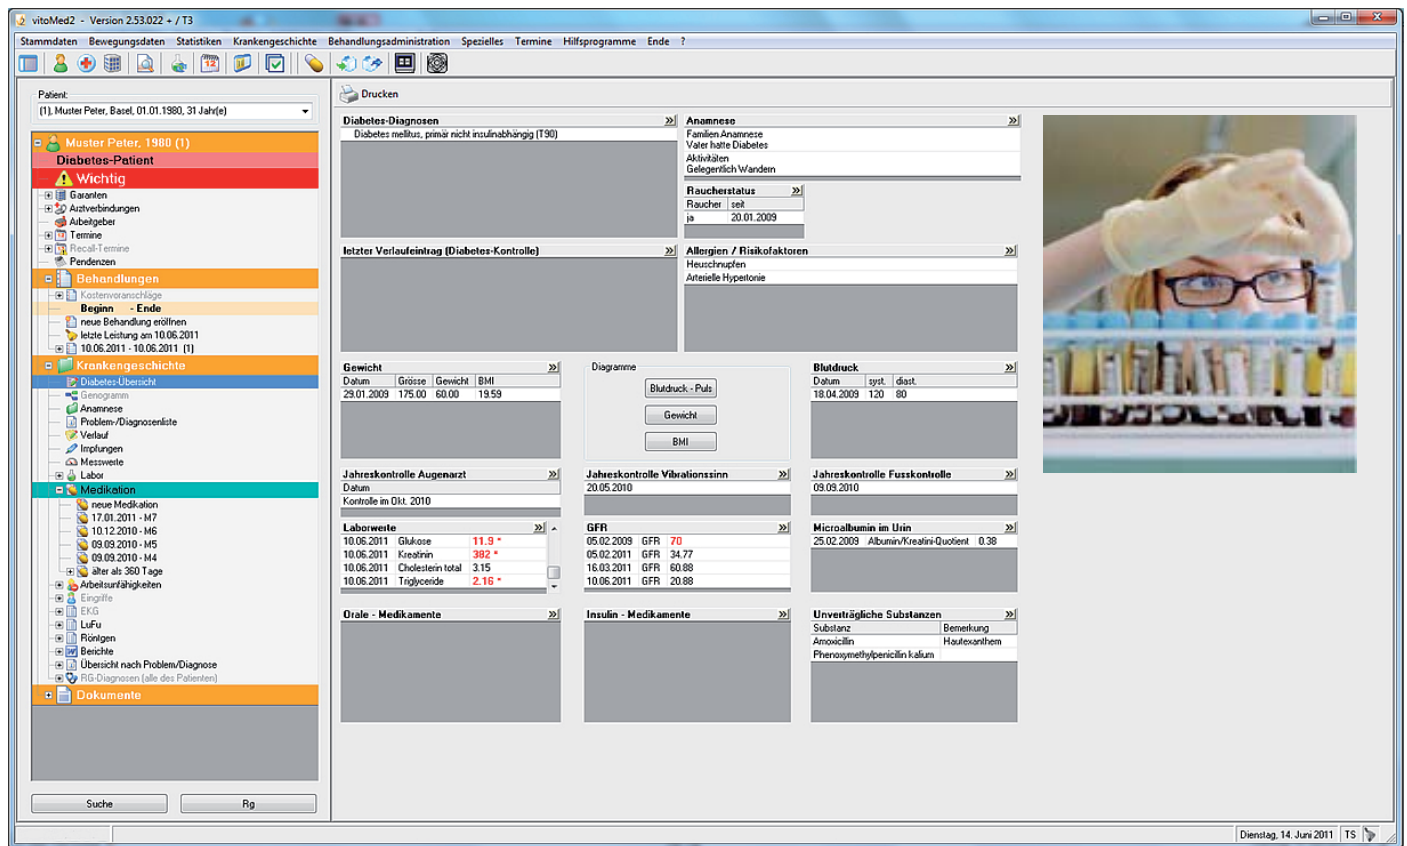 vitoMed2 - Version 2.53.022 + / T3
Stammdaten Bewegungsdaten Statistiken Krankengeschichte Behandlungsadministration Spezielles Termine Hilfsprogramme Ende ?
12
Patient:
(1), Muster Peter, Basel, 01.01.1980, 31 Jahr(e)
Muster Peter, 1980 (1)
Diabetes-Patient
Wichtig
Garanten
Arztverbindungen
Arbeitgeber
Termine
Recall-Termine
Pendenzen
Behandlungen
Kostenvoranschläge
Beginn - Ende
neue Behandlung eröffnen
letzte Leistung am 10.06.2011
10.06.2011 - 10.06.2011 (1)
Krankengeschichte
Diabetes-Übersicht
Genogramm
Anamnese
Problem-/Diagnosenliste
Verlauf
Impfungen
Messwerte
Labor
Medikation
neue Medikation
17.01.2011 - M7
10.12.2010 - M6
09.09.2010 - M5
09.09.2010 - M4
älter als 360 Tage
Arbeitsunfähigkeiten
Eingriffe
EKG
LuFu
Röntgen
Berichte
Übersicht nach Problem/Diagnose
RG-Diagnosen (alle des Patienten)
Dokumente
Suche Rg
Drucken
Diabetes-Diagnosen
Diabetes mellitus, primär nicht insulinabhängig (T90)
Anamnese
Familien Anamnese
Vater hatte Diabetes
Aktivitäten
Gelegentlich Wandern
Raucherstatus
Raucher seit
ja 20.01.2009
letzter Verlaufeintrag (Diabetes-Kontrolle)
Allergien / Risikofaktoren
Heuschnupfen
Arterielle Hypertonie
Gewicht
Datum Grösse Gewicht BMI
29.01.2009 175.00 60.00 19.59
Diagramme
Blutdruck - Puls
Gewicht
BMI
Blutdruck
Datum syst. diast.
18.04.2009 120 80
Jahreskontrolle Augenarzt
Datum
Kontrolle im Okt. 2010
Jahreskontrolle Vibrationssinn
20.05.2010
Jahreskontrolle Fusskontrolle
09.09.2010
Laborwerte
10.06.2011 Glukose 11.9 *
10.06.2011 Kreatinin 382 *
10.06.2011 Cholesterin total 3.15
10.06.2011 Triglyceride 2.16 *
GFR
05.02.2009 GFR 70
05.02.2011 GFR 34.77
16.03.2011 GFR 60.88
10.06.2011 GFR 20.88
Microalbumin im Urin
25.02.2009 Albumin/Kreatini-Quotient 0.38
Orale - Medikamente
Insulin - Medikamente
Unverträgliche Substanzen
Substanz Bemerkung
Amoxicillin Hautexanthem
Phenoxymethylpenicillin kalium
Dienstag, 14. Juni 2011 TS